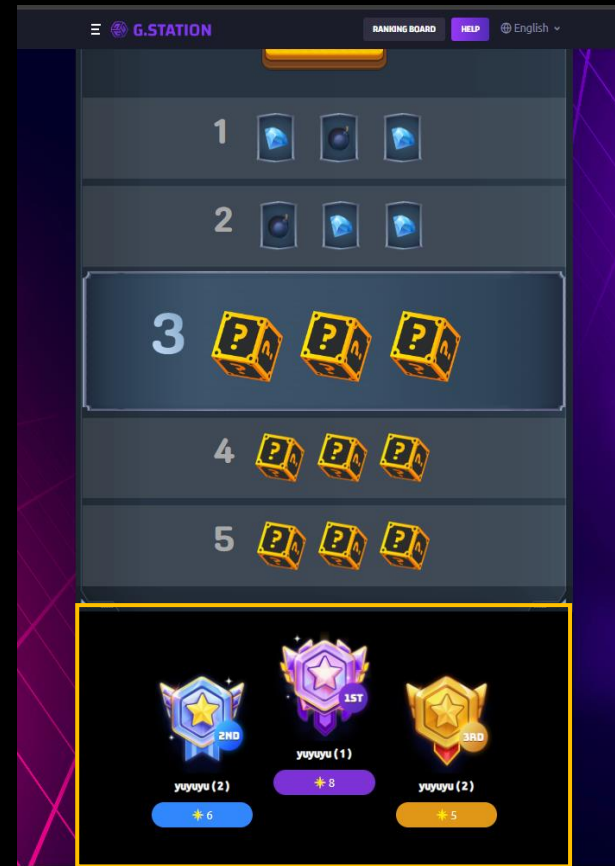 G.STATION
RANKING BOARD
HELP
English
1
2
3
? ? ?
4
? ? ?
5
? ? ?
1ST
2ND
3RD
yuyuyu ( 1 )
8
yuyuyu ( 2 )
yuyuyu ( 2 )
6
5